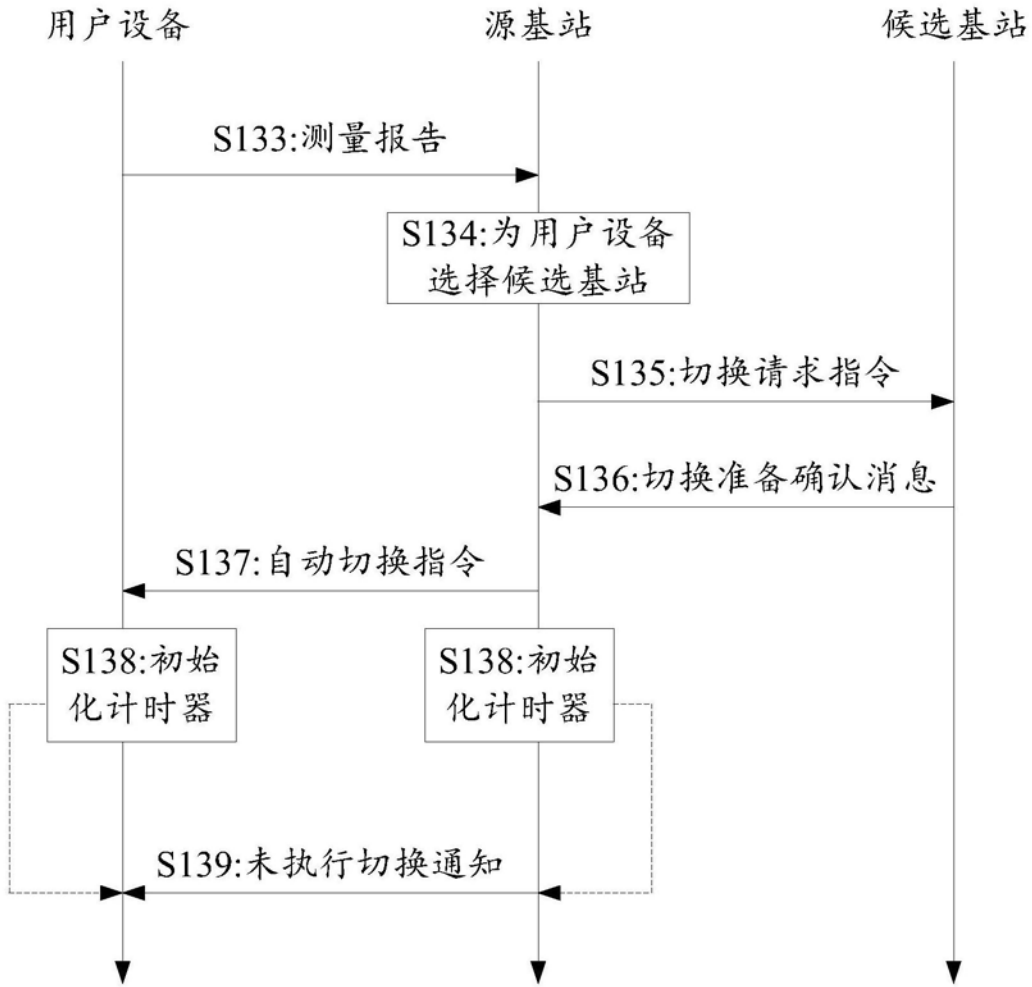 用户设备
源基站
候选基站
S133:测量报告
S134:为用户设备
选择候选基站
S135:切换请求指令
S136:切换准备确认消息
S137:自动切换指令
S138:初始
化计时器
S138:初始
化计时器
S139:未执行切换通知